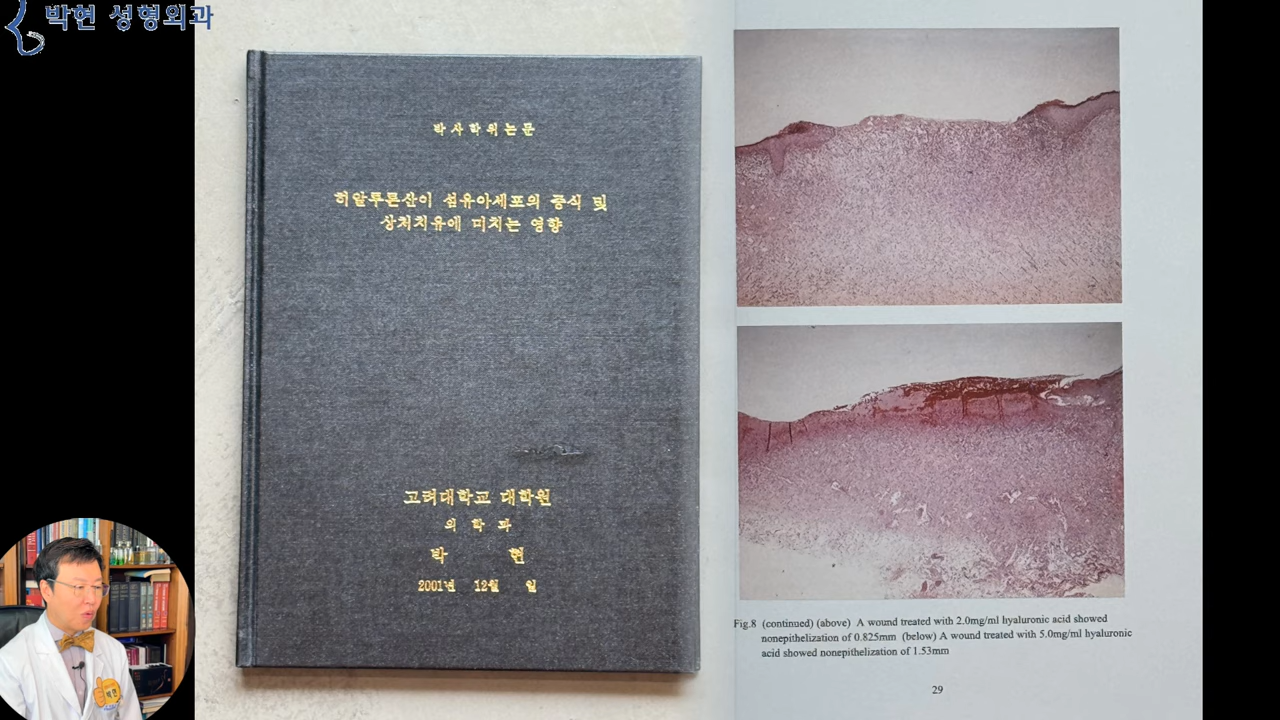 박현 성형외과
박사학위논문
히알루론산이 섬유아세포의 증식 및
상처치유에 미치는 영향
고려대학교 대학원
의 학 과
박 현
2001년 12월 일
Fig.8 (continued) (above) A wound treated with 2.0mg/ml hyaluronic acid showed
nonepithelization of 0.825mm (below) A wound treated with 5.0mg/ml hyaluronic
acid showed nonepithelization of 1.53mm
29
박현